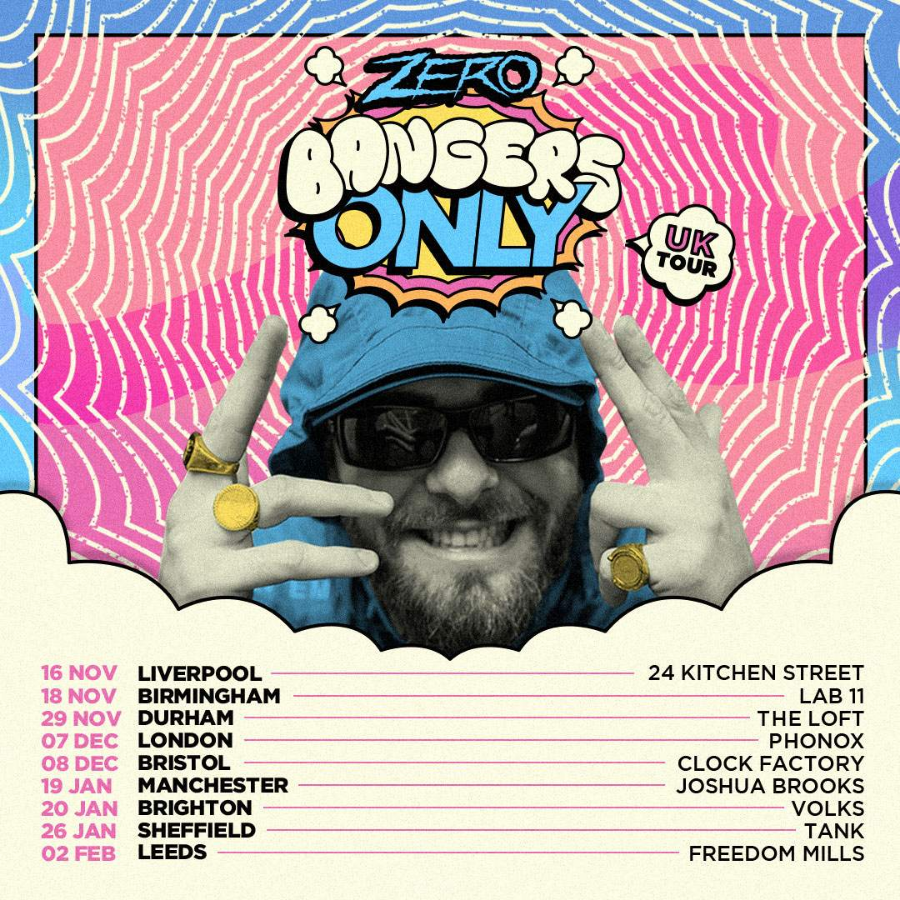 ZERO
BANGERS
ONLY
UK
TOUR
16 NOV LIVERPOOL 24 KITCHEN STREET
18 NOV BIRMINGHAM LAB 11
29 NOV DURHAM THE LOFT
07 DEC LONDON PHONOX
08 DEC BRISTOL CLOCK FACTORY
19 JAN MANCHESTER JOSHUA BROOKS
20 JAN BRIGHTON VOLKS
26 JAN SHEFFIELD TANK
02 FEB LEEDS FREEDOM MILLS